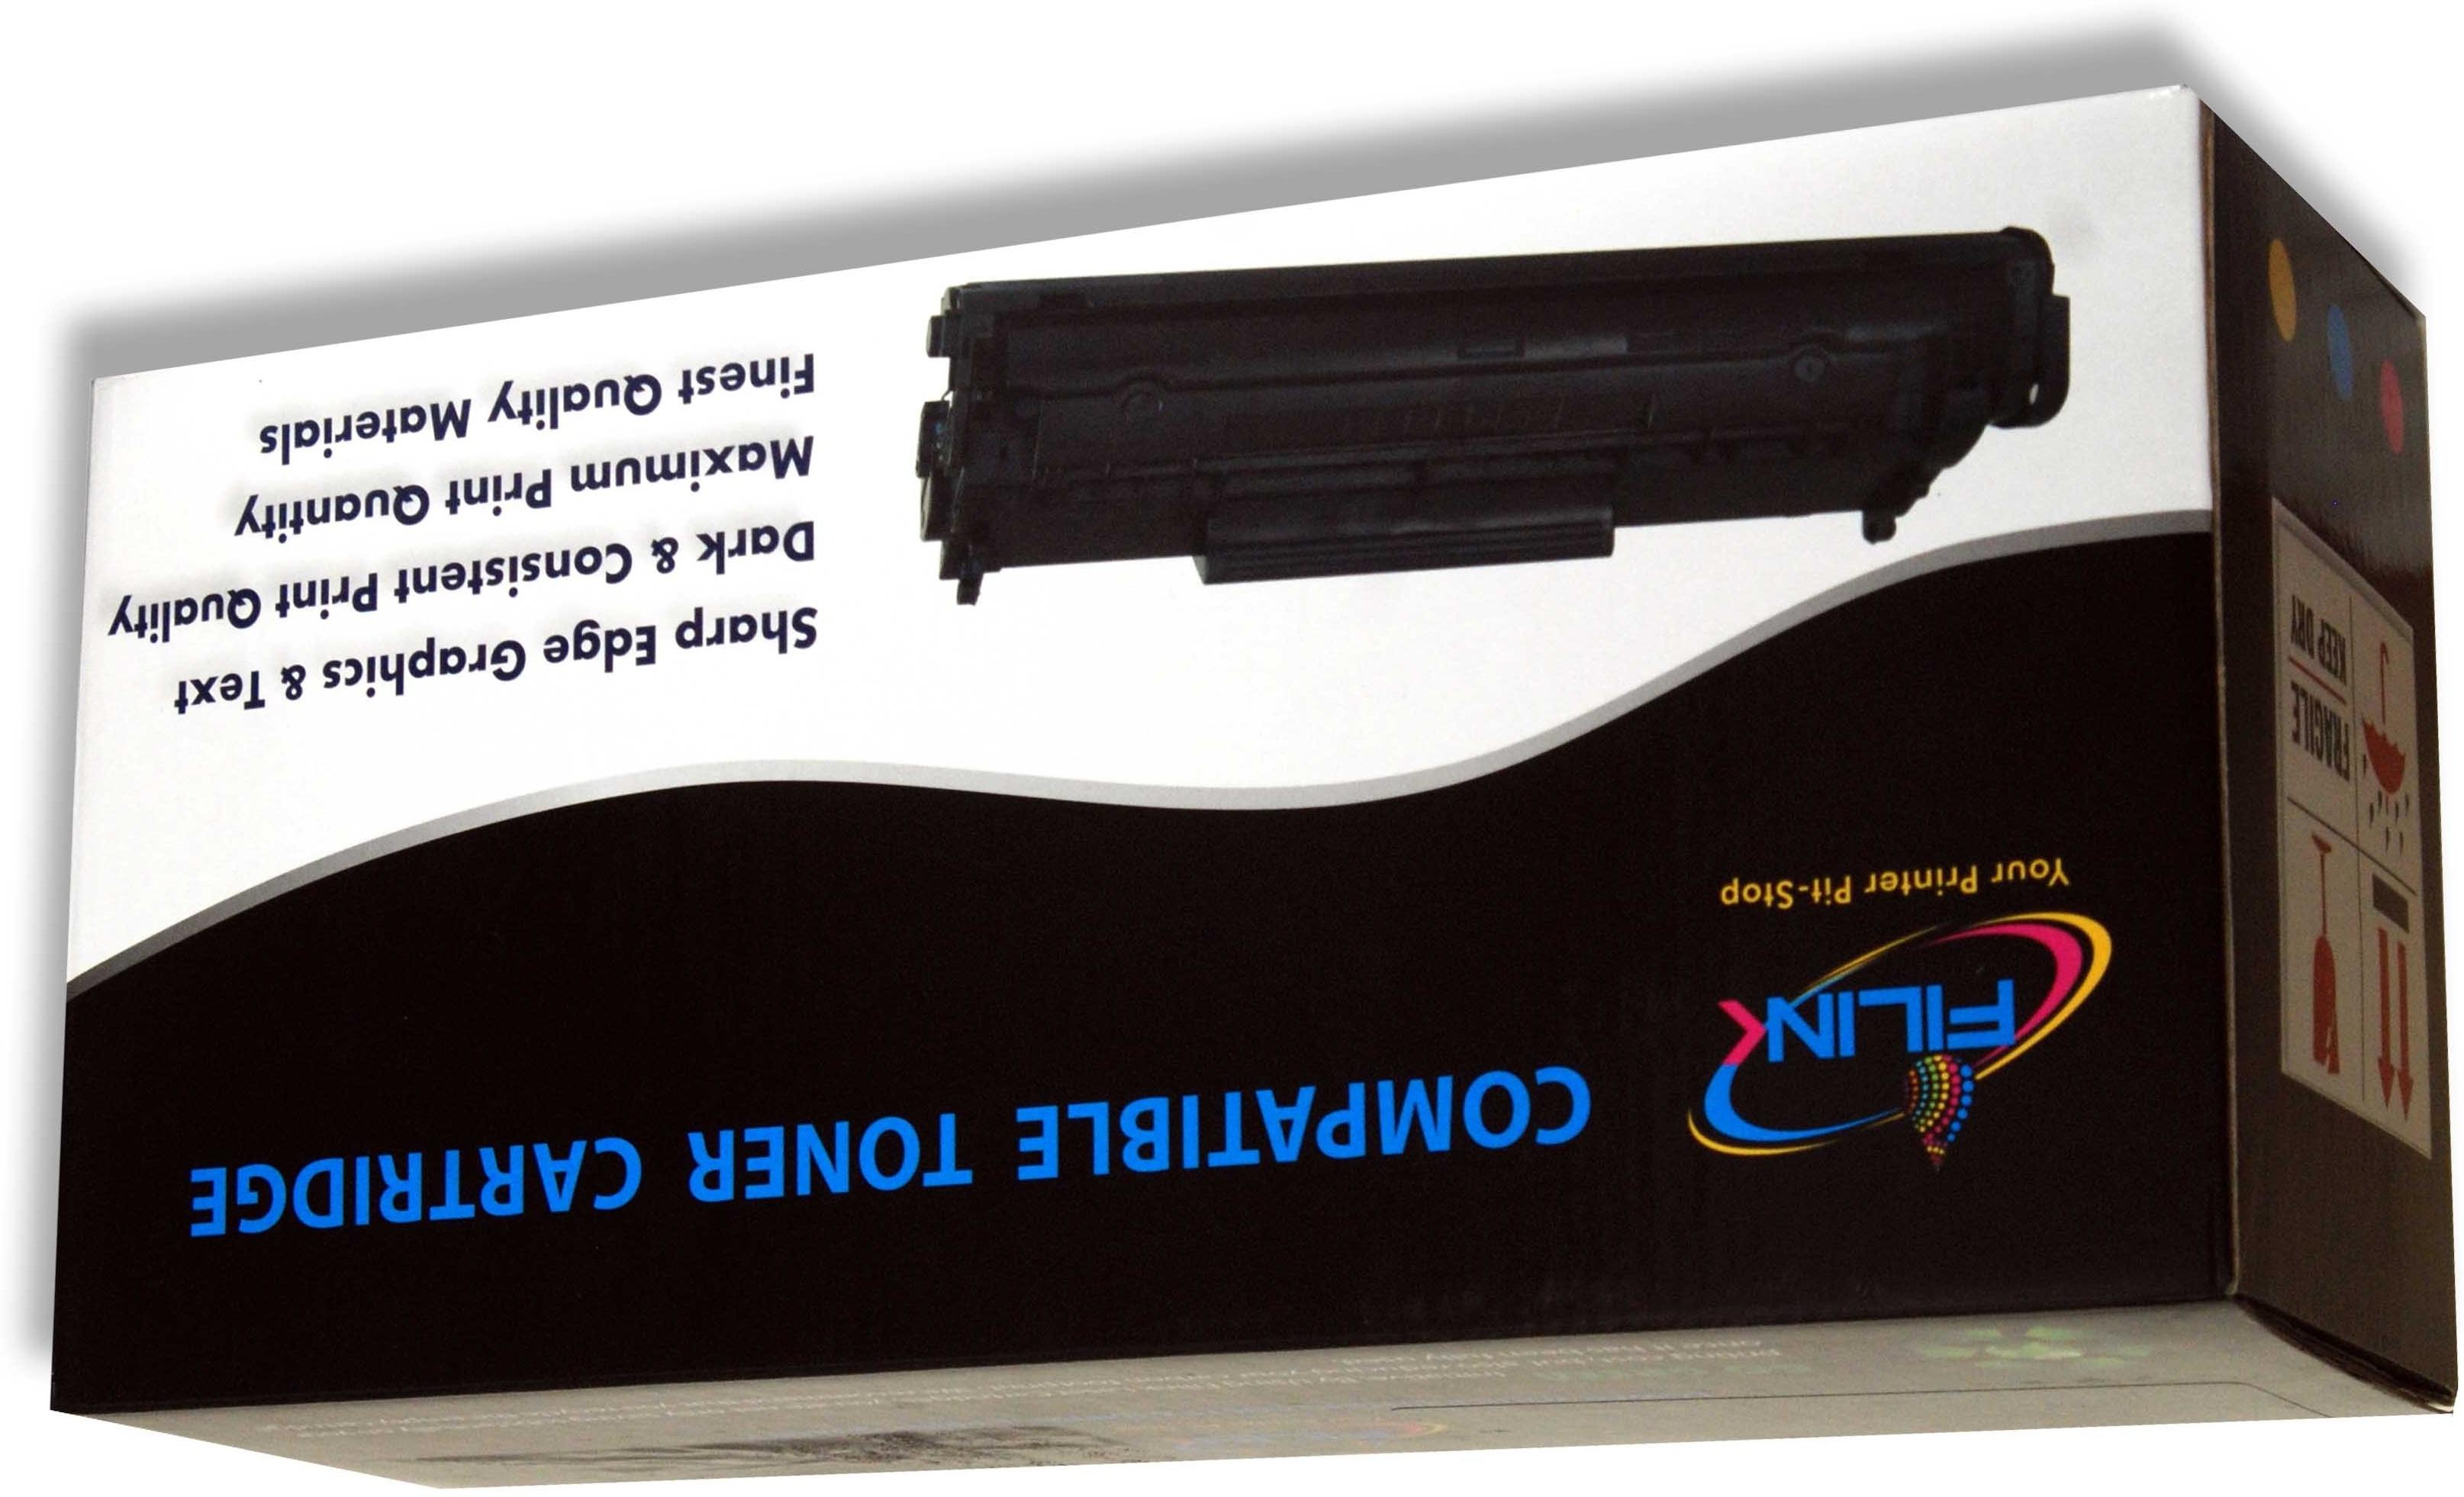 FILINK
Your Printer Pit-Stop
COMPATIBLE TONER CARTRIDGE
Sharp Edge Graphics & Text
Dark & Consistent Print Quality
Maximum Print Quantity
Finest Quality Materials
FRAGILE
KEEP DRY